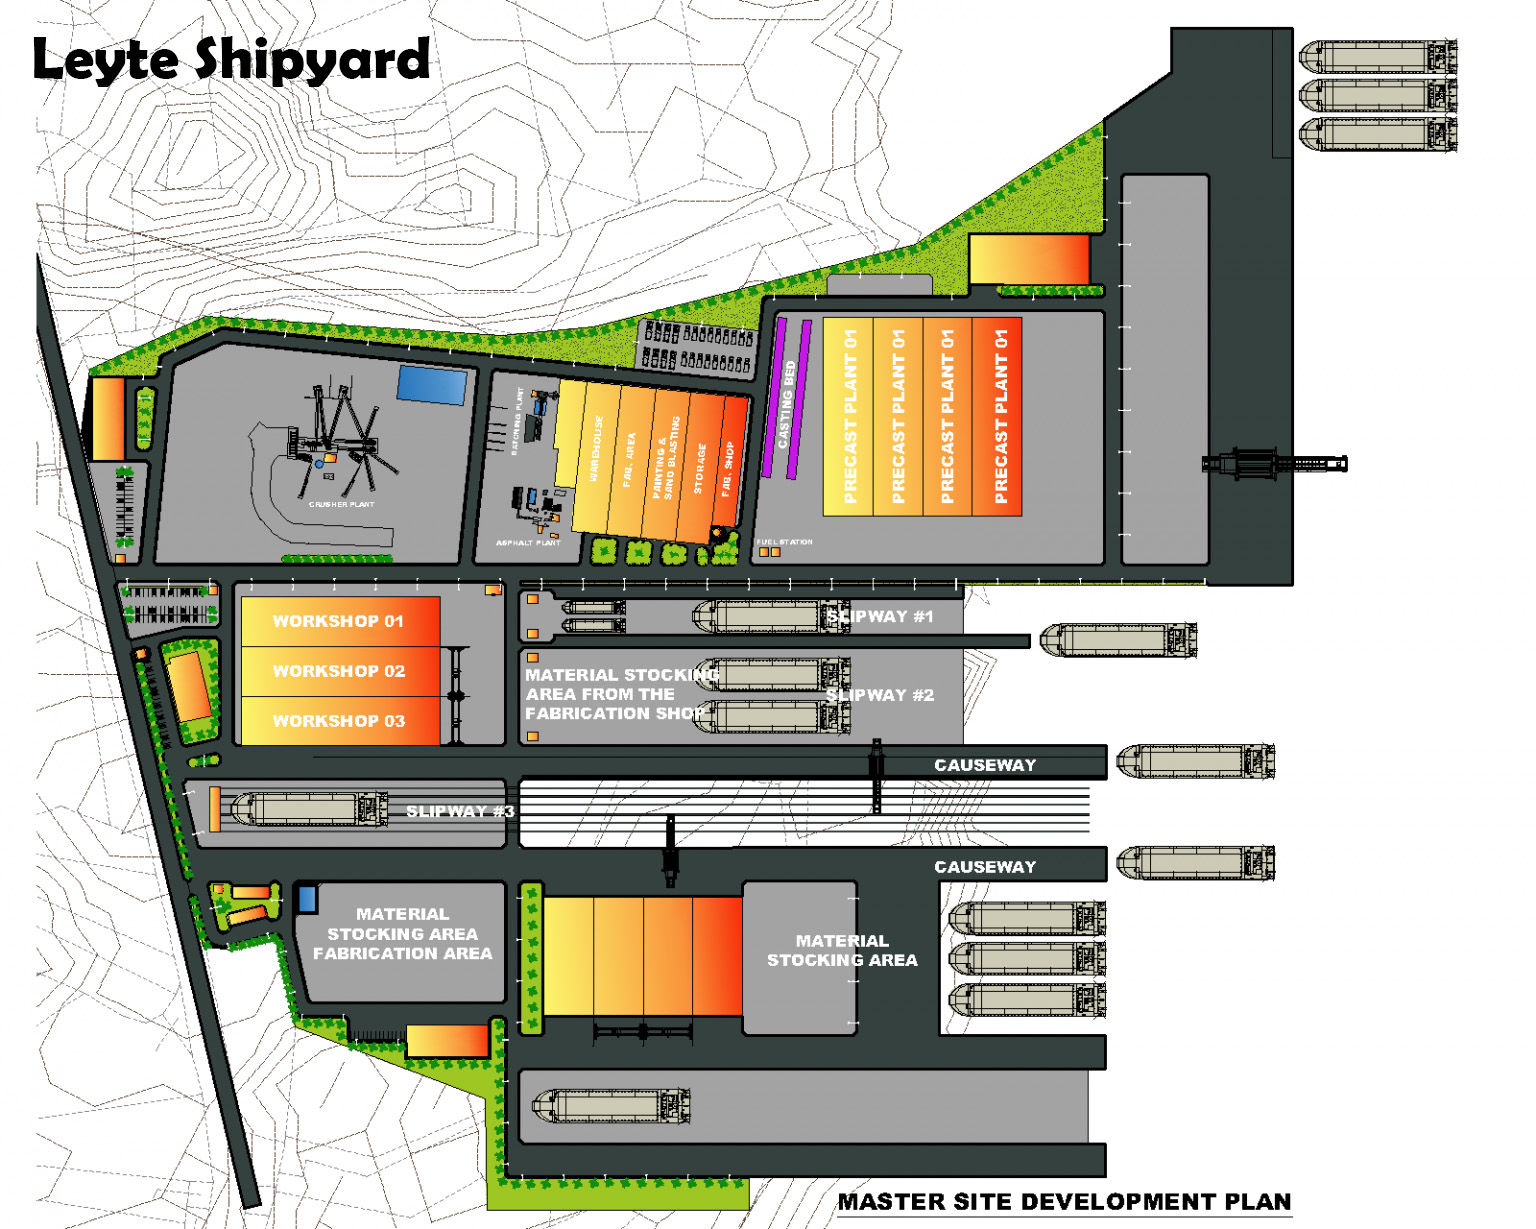 Leyte Shipyard
CASTING BED
PRECAST PLANT 01
PRECAST PLANT 01
PRECAST PLANT 01
PRECAST PLANT 01
BATCHING PLANT
WAREHOUSE
FAB. AREA
PAINTING &
SAND BLASTING
STORAGE
FAB. SHOP
CRUSHER PLANT
ASPHALT PLANT
FUEL STATION
WORKSHOP 01
WORKSHOP 02
WORKSHOP 03
SLIPWAY #1
MATERIAL STOCKING
AREA FROM THE
FABRICATION SHOP
SLIPWAY #2
CAUSEWAY
SLIPWAY #3
CAUSEWAY
MATERIAL
STOCKING AREA
FABRICATION AREA
MATERIAL
STOCKING AREA
MASTER SITE DEVELOPMENT PLAN